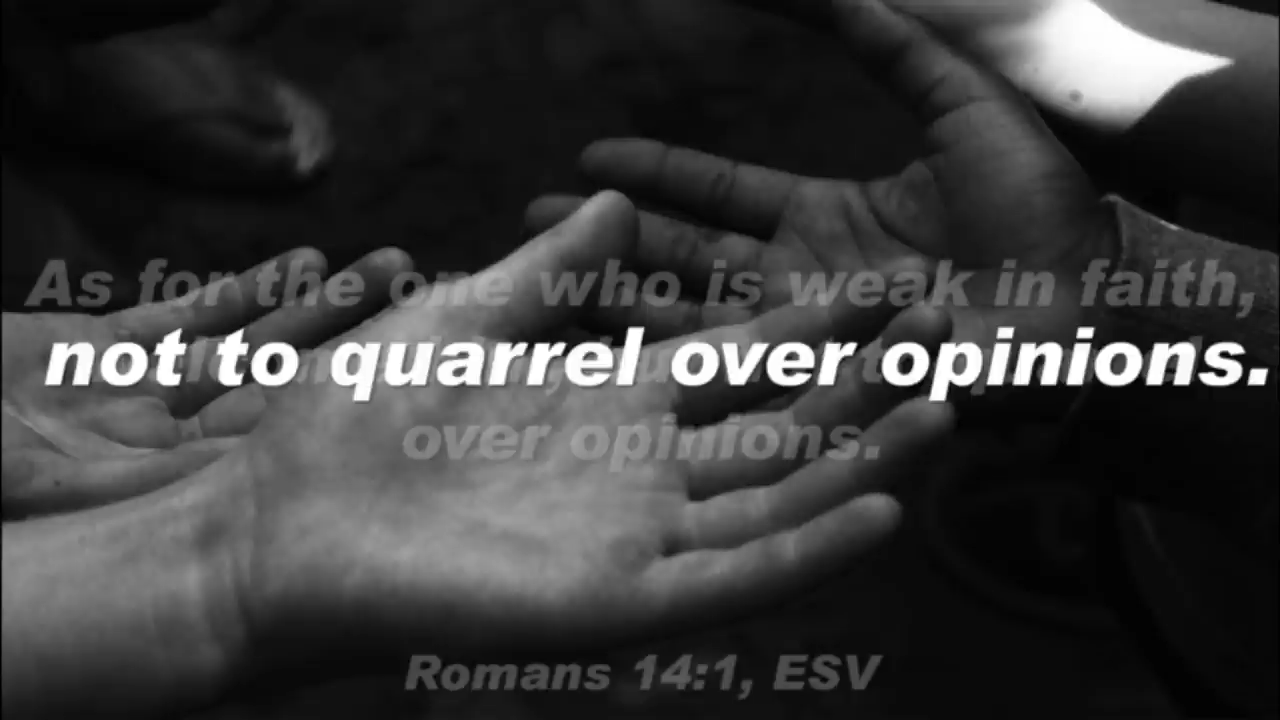 As for the one who is weak in faith,
not to quarrel over opinions.
over opinions.
Romans 14:1, ESV